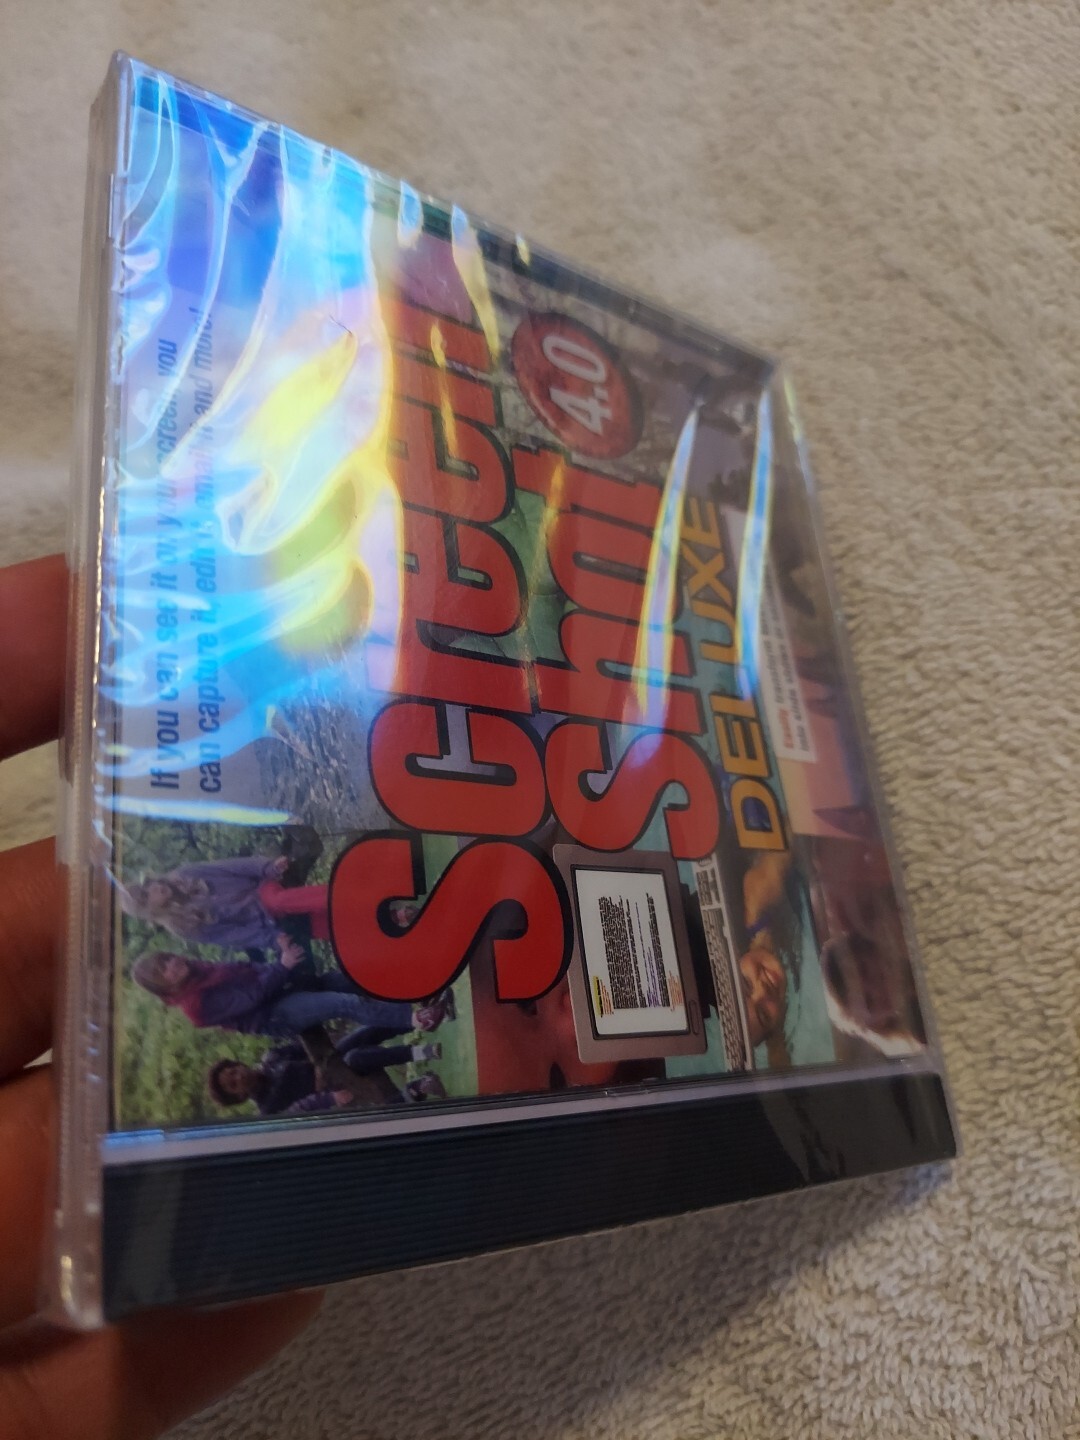 If you can see it on your screen, you
can capture it, edit it, email it and more!
Screen
Shot
4.0
DELUXE
Easily